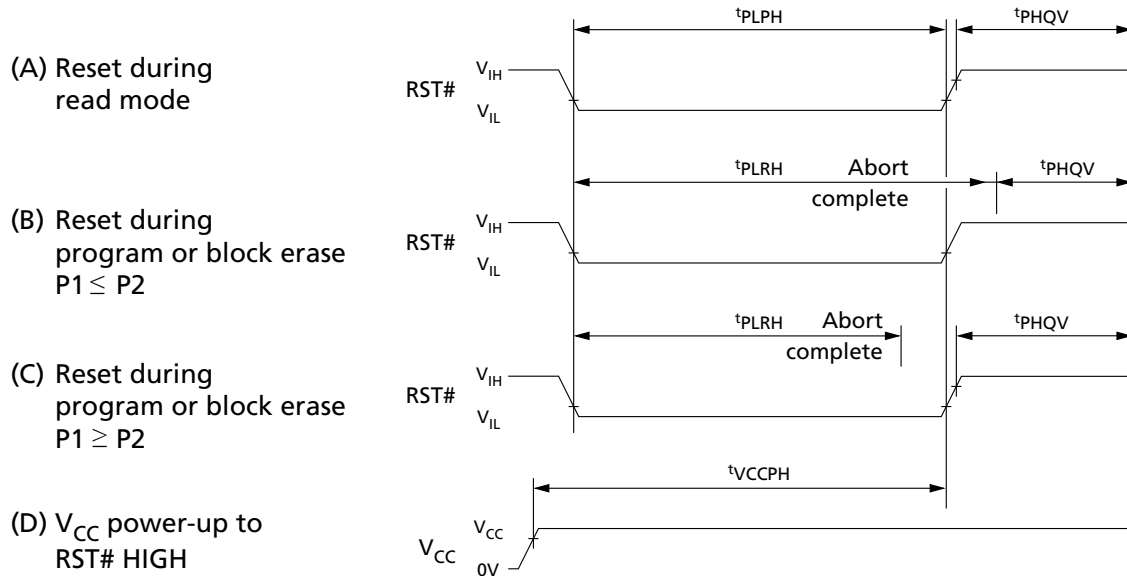 tPLPH tPHQV
(A) Reset during
read mode
RST# VIH
VIL
tPLRH Abort
complete tPHQV
(B) Reset during
program or block erase
P1 ≤ P2
RST# VIH
VIL
tPLRH Abort
complete tPHQV
(C) Reset during
program or block erase
P1 ≥ P2
RST# VIH
VIL
tVCCPH
(D) VCC power-up to
RST# HIGH
VCC VCC
0V